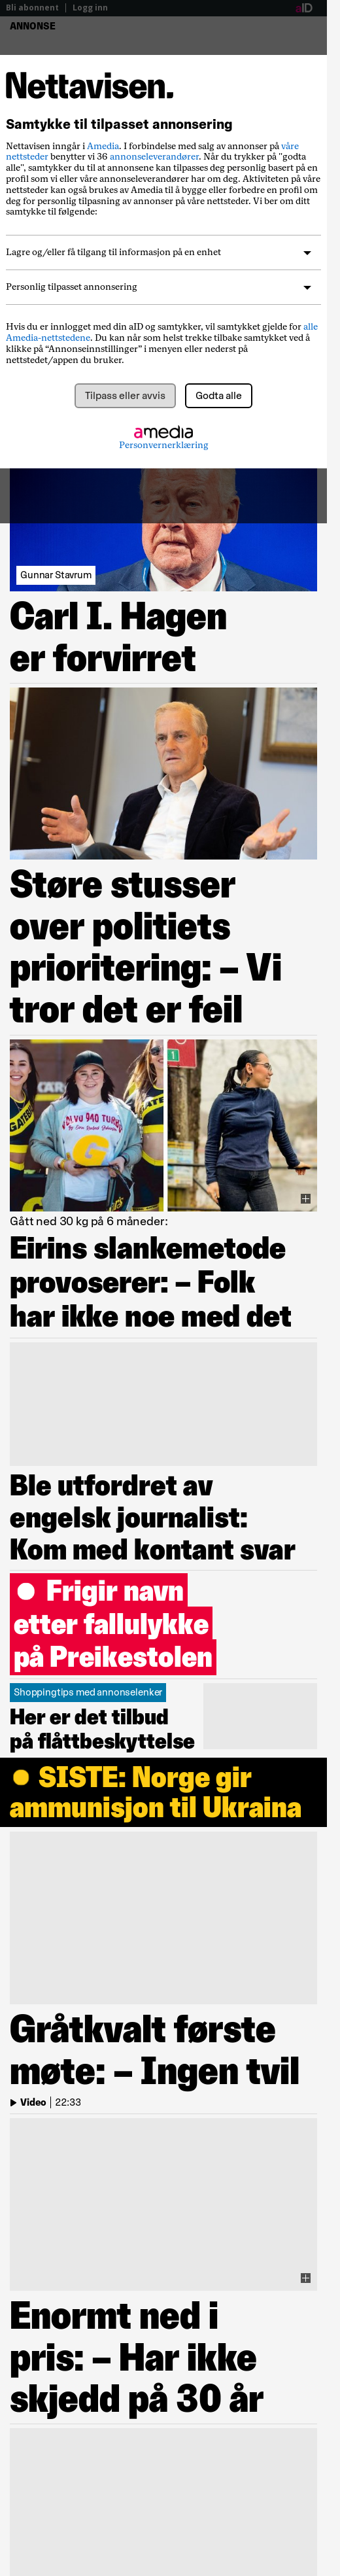 Bli abonnent | Logg inn
aID
ANNONSE
Nettavisen.
Samtykke til tilpasset annonsering
Nettavisen inngår i Amedia. I forbindelse med salg av annonser på våre
nettsteder benytter vi 36 annonseleverandører. Når du trykker på "godta
alle", samtykker du til at annonsene kan tilpasses deg personlig basert på en
profil som vi eller våre annonseleverandører har om deg. Aktiviteten på våre
nettsteder kan også brukes av Amedia til å bygge eller forbedre en profil om
deg for personlig tilpasning av annonser på våre nettsteder. Vi ber om ditt
samtykke til følgende:
Lagre og/eller få tilgang til informasjon på en enhet
Personlig tilpasset annonsering
Hvis du er innlogget med din aID og samtykker, vil samtykket gjelde for alle
Amedia-nettstedene. Du kan når som helst trekke tilbake samtykket ved å
klikke på “Annonseinnstillinger” i menyen eller nederst på
nettstedet/appen du bruker.
Tilpass eller avvis
Godta alle
amedia
Personvernerklæring
Gunnar Stavrum
Carl I. Hagen
er forvirret
Støre stusser
over politiets
prioritering: – Vi
tror det er feil
Gått ned 30 kg på 6 måneder:
Eirins slankemetode
provoserer: – Folk
har ikke noe med det
Ble utfordret av
engelsk journalist:
Kom med kontant svar
Frigir navn
etter fallulykke
på Preikestolen
Shoppingtips med annonselenker
Her er det tilbud
på flåttbeskyttelse
SISTE: Norge gir
ammunisjon til Ukraina
Gråtkvalt første
møte: – Ingen tvil
Video | 22:33
Enormt ned i
pris: – Har ikke
skjedd på 30 år